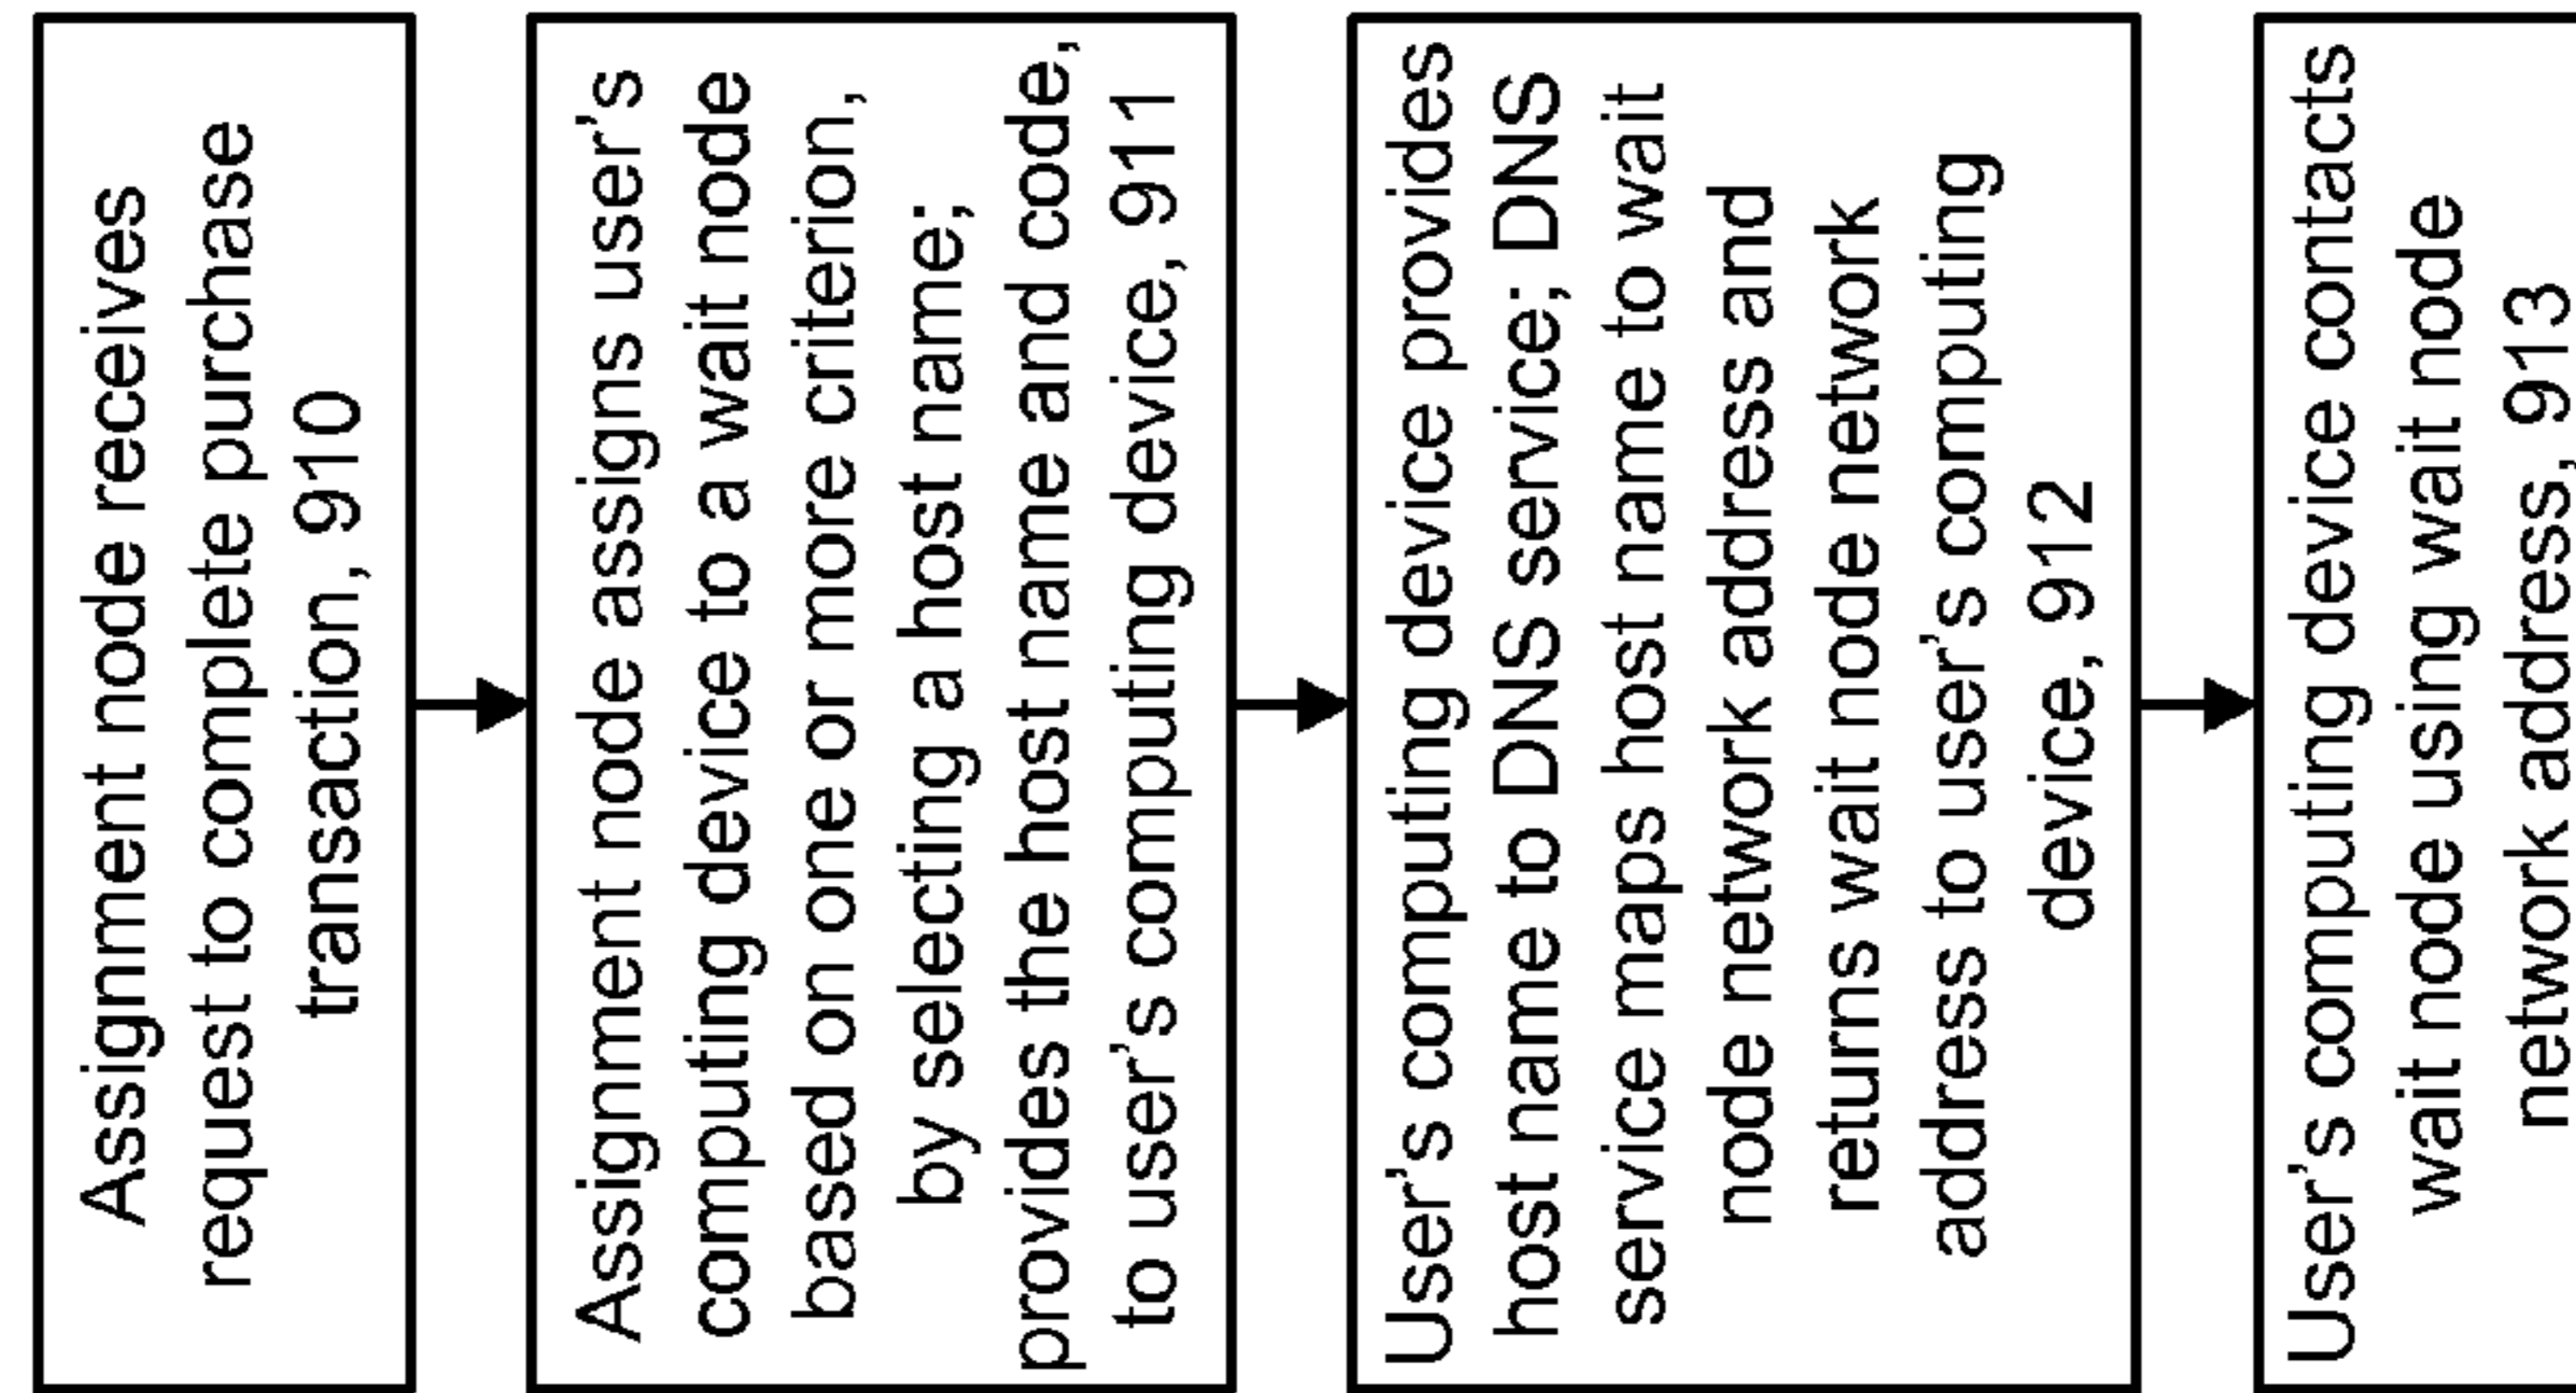 Assignment node receives
request to complete purchase
transaction, 910
Assignment node assigns user's
computing device to a wait node
based on one or more criterion,
by selecting a host name;
provides the host name and code,
to user's computing device, 911
User's computing device provides
host name to DNS service; DNS
service maps host name to wait
node network address and
returns wait node network
address to user's computing
device, 912
User's computing device contacts
wait node using wait node
network address, 913